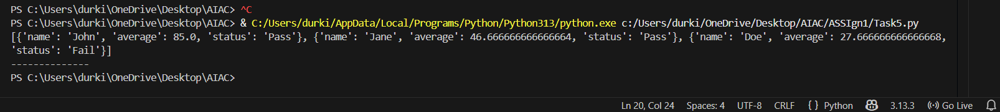 PS C:\Users\durki\OneDrive\Desktop\AIAC> ^C
PS C:\Users\durki\OneDrive\Desktop\AIAC> & C:/Users/durki/AppData/Local/Programs/Python/Python313/python.exe c:/Users/durki/OneDrive/Desktop/AIAC/ASSIgn1/Task5.py
[{'name': 'John', 'average': 85.0, 'status': 'Pass'}, {'name': 'Jane', 'average': 46.666666666666664, 'status': 'Pass'}, {'name': 'Doe', 'average': 27.666666666666668,
'status': 'Fail'}]
--------------
PS C:\Users\durki\OneDrive\Desktop\AIAC>
Ln 20, Col 24 Spaces: 4 UTF-8 CRLF {} Python 3.13.3 Go Live